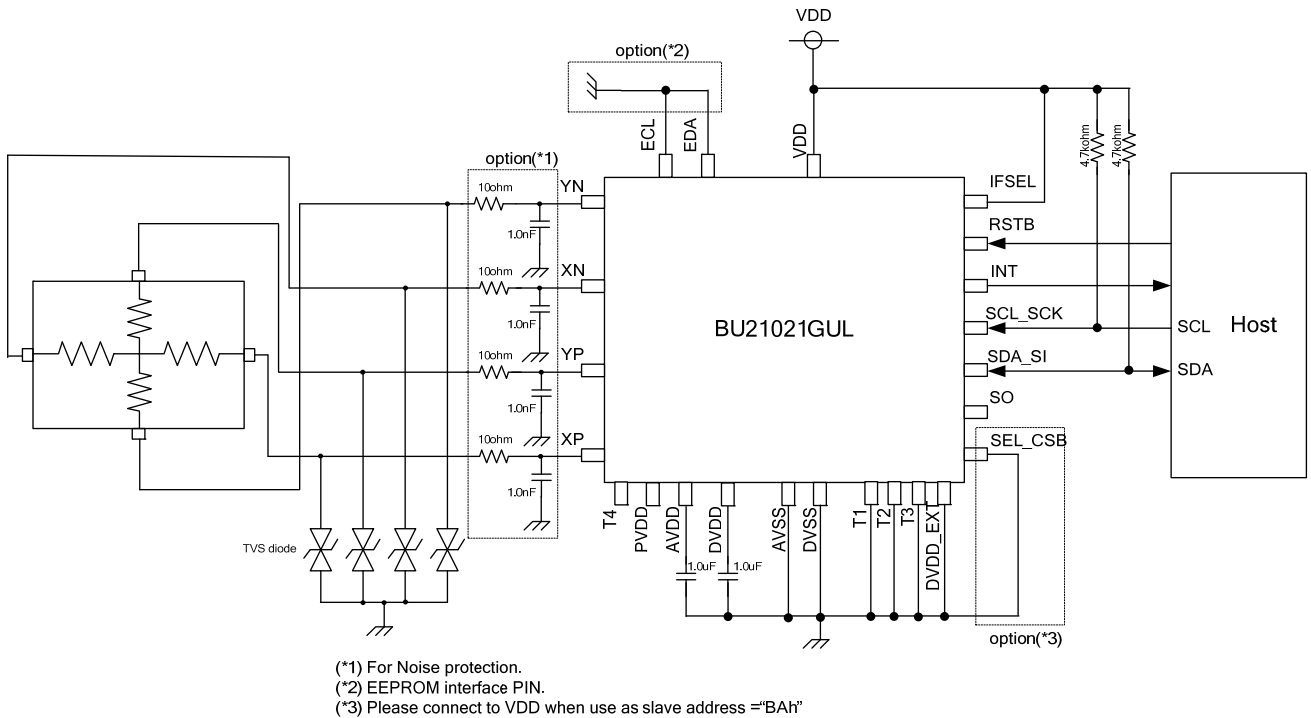 VDD
option(*2)
ECL
EDA
VDD
4.7kohm
4.7kohm
option(*1)
10ohm
YN
1.0nF
10ohm
XN
1.0nF
10ohm
YP
1.0nF
10ohm
XP
1.0nF
BU21021GUL
IFSEL
RSTB
INT
SCL_SCK
SDA_SI
SO
SEL_CSB
SCL
SDA
Host
T4
PVDD
AVDD
DVDD
AVSS
DVSS
T1
T2
T3
DVDD_EXT
TVS diode
1.0uF
1.0uF
option(*3)
(*1) For Noise protection.
(*2) EEPROM interface PIN.
(*3) Please connect to VDD when use as slave address =“BAh”